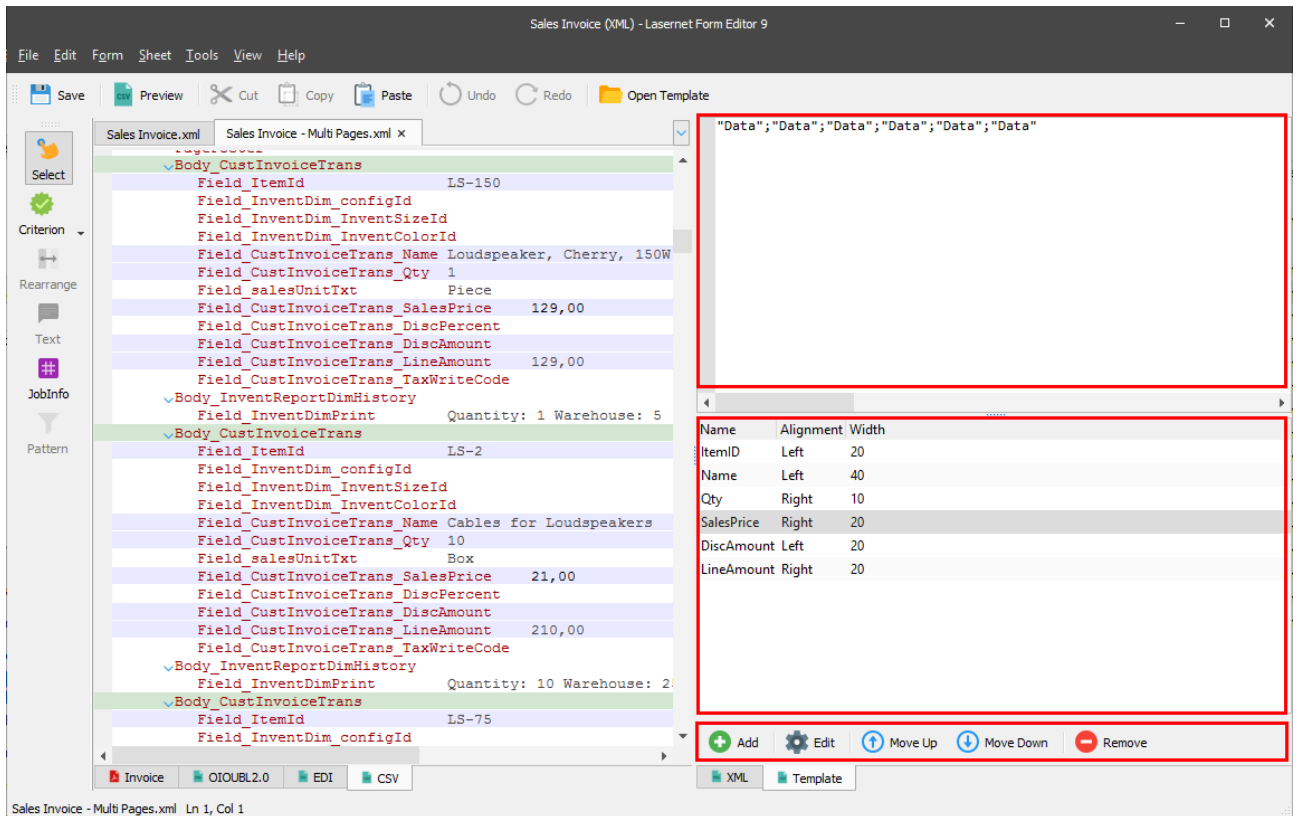 Sales Invoice (XML) - Lasernet Form Editor 9
File Edit Form Sheet Tools View Help
Save Preview Cut Copy Paste Undo Redo Open Template
Select
Criterion
Rearrange
Text
JobInfo
Pattern
Sales Invoice.xml Sales Invoice - Multi Pages.xml ×
Body_CustInvoiceTrans
Field_ItemId LS-150
Field_InventDim_configId
Field_InventDim_InventSizeId
Field_InventDim_InventColorId
Field_CustInvoiceTrans_Name Loudspeaker, Cherry, 150W
Field_CustInvoiceTrans_Qty 1
Field_salesUnitTxt Piece
Field_CustInvoiceTrans_SalesPrice 129,00
Field_CustInvoiceTrans_DiscPercent
Field_CustInvoiceTrans_DiscAmount
Field_CustInvoiceTrans_LineAmount 129,00
Field_CustInvoiceTrans_TaxWriteCode
Body_InventReportDimHistory
Field_InventDimPrint Quantity: 1 Warehouse: 5
Body_CustInvoiceTrans
Field_ItemId LS-2
Field_InventDim_configId
Field_InventDim_InventSizeId
Field_InventDim_InventColorId
Field_CustInvoiceTrans_Name Cables for Loudspeakers
Field_CustInvoiceTrans_Qty 10
Field_salesUnitTxt Box
Field_CustInvoiceTrans_SalesPrice 21,00
Field_CustInvoiceTrans_DiscPercent
Field_CustInvoiceTrans_DiscAmount
Field_CustInvoiceTrans_LineAmount 210,00
Field_CustInvoiceTrans_TaxWriteCode
Body_InventReportDimHistory
Field_InventDimPrint Quantity: 10 Warehouse:
Body_CustInvoiceTrans
Field_ItemId LS-75
Field_InventDim_configId
Invoice OIOUBL2.0 EDI CSV
"Data";"Data";"Data";"Data";"Data";"Data"
Name Alignment Width
ItemID Left 20
Name Left 40
Qty Right 10
SalesPrice Right 20
DiscAmount Left 20
LineAmount Right 20
Add Edit Move Up Move Down Remove
XML Template
Sales Invoice - Multi Pages.xml Ln 1, Col 1